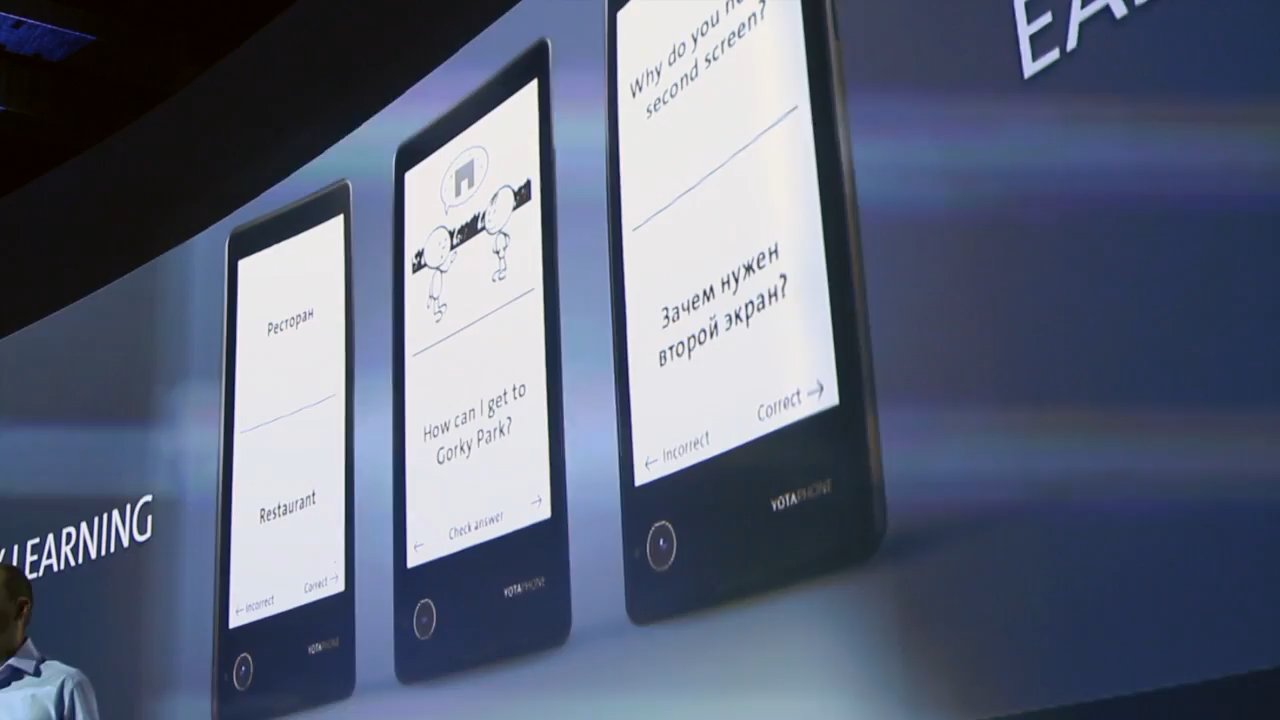 LEARNING
Ресторан
Restaurant
← Incorrect
Correct →
YOTAPHONE
How can I get to
Gorky Park?
← Check answer →
YOTAPHONE
Why do you
second screen?
Зачем нужен
второй экран?
← Incorrect
Correct →
YOTAPHONE